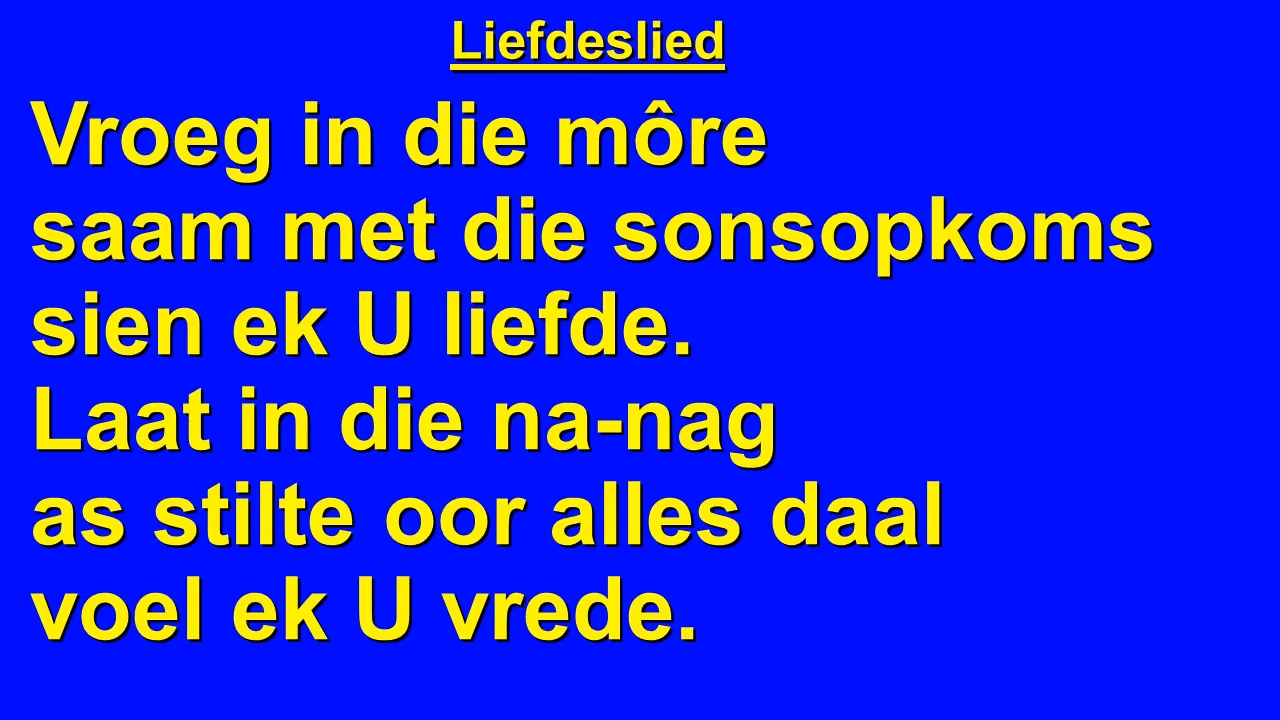 Liefdeslied
Vroeg in die môre
saam met die sonsopkoms
sien ek U liefde.
Laat in die na-nag
as stilte oor alles daal
voel ek U vrede.